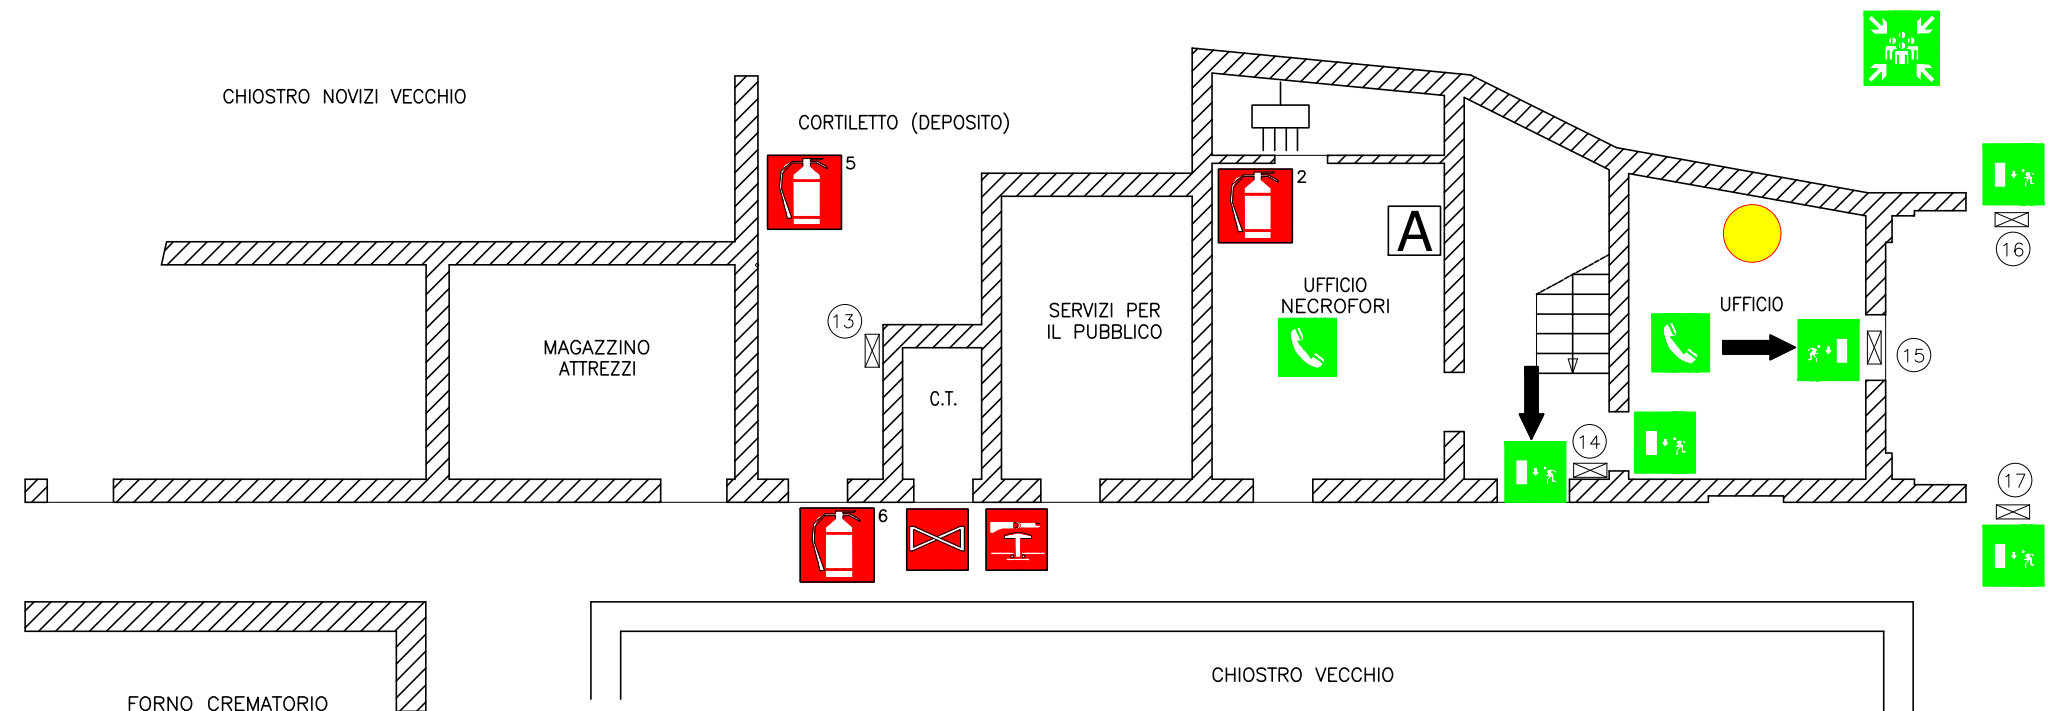 CHIOSTRO NOVIZI VECCHIO
CORTILETTO (DEPOSITO)
5
2
A
16
UFFICIO
NECROFORI
UFFICIO
SERVIZI PER
IL PUBBLICO
13
MAGAZZINO
ATTREZZI
15
C.T.
14
17
6
CHIOSTRO VECCHIO
FORNO CREMATORIO